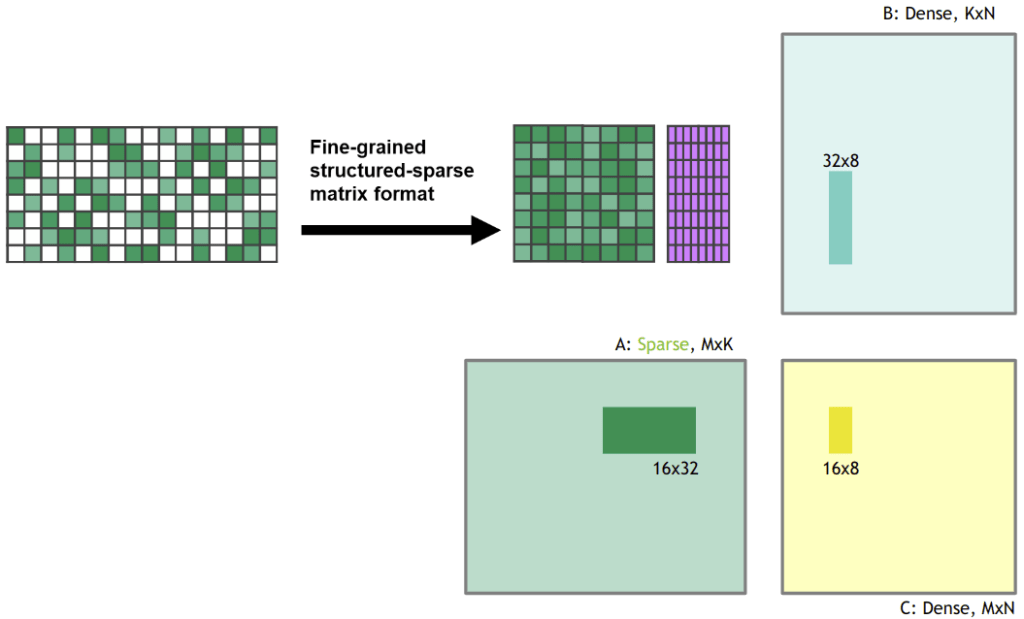 B: Dense, KxN
Fine-grained
structured-sparse
matrix format
32x8
A: Sparse, MxK
16x32
16x8
C: Dense, MxN